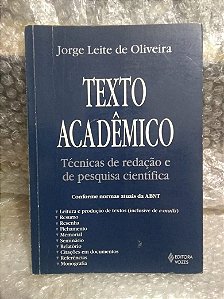 Jorge Leite de Oliveira
TEXTO
ACADÊMICO
Técnicas de redação e
de pesquisa científica
Conforme normas atuais da ABNT
Leitura e produção de textos (inclusive de e-mails)
Resumo
Resenha
Fichamento
Memorial
Seminário
Relatório
Citações em documentos
Referências
Monografia
EDITORA
VOZES